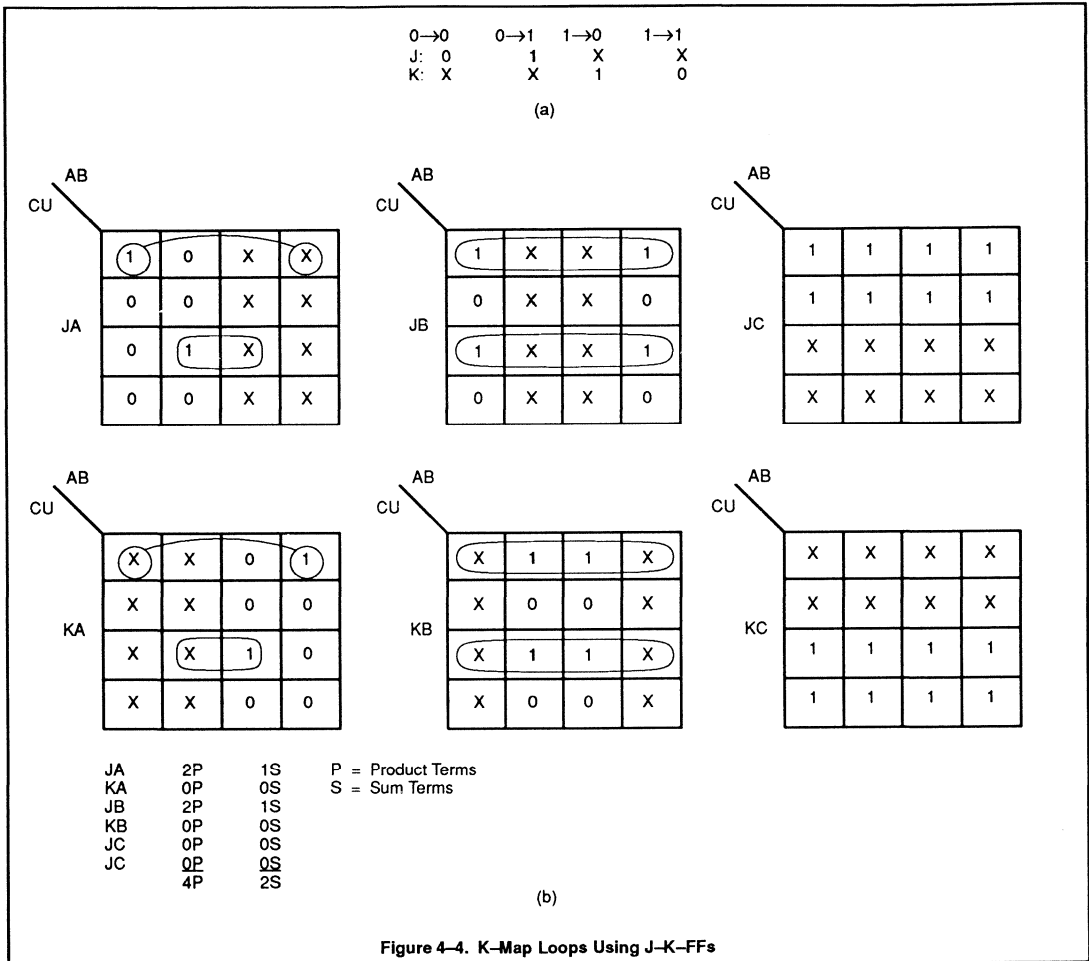 0→0 0→1 1→0 1→1
J: 0 1 X X
K: X X 1 0
(a)
AB AB AB
CU CU CU
1 0 X X 1 X X 1 1 1 1 1
0 0 X X 0 X X 0 1 1 1 1
JA JB JC
0 1 X X 1 X X 1 X X X X
0 0 X X 0 X X 0 X X X X
AB AB AB
CU CU CU
X X 0 1 X 1 1 X X X X X
X X 0 0 X 0 0 X X X X X
KA KB KC
X X 1 0 X 1 1 X 1 1 1 1
X X 0 0 X 0 0 X 1 1 1 1
JA 2P 1S P = Product Terms
KA 0P 0S S = Sum Terms
JB 2P 1S
KB 0P 0S
JC 0P 0S
JC 0P 0S
4P 2S
(b)
Figure 4–4. K–Map Loops Using J–K–FFs